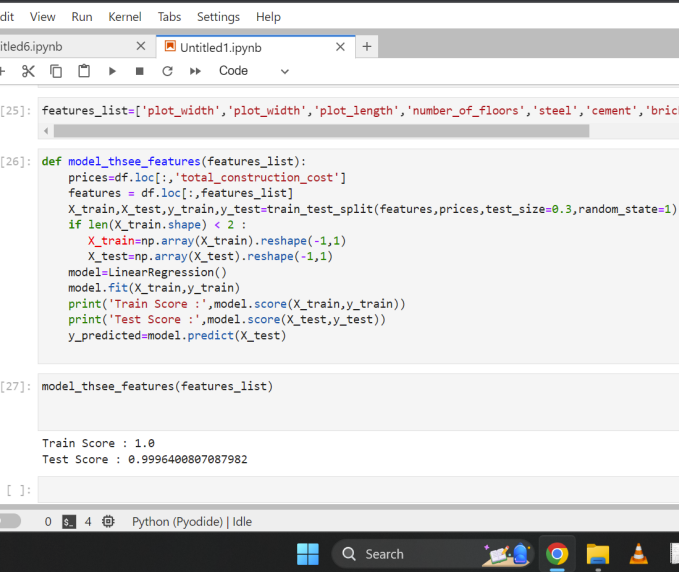 dit View Run Kernel Tabs Settings Help
itled6.ipynb Untitled1.ipynb
Code
[25]: features_list=['plot_width','plot_width','plot_length','number_of_floors','steel','cement','bric
[26]: def model_thsee_features(features_list):
prices=df.loc[:,'total_construction_cost']
features = df.loc[:,features_list]
X_train,X_test,y_train,y_test=train_test_split(features,prices,test_size=0.3,random_state=1)
if len(X_train.shape) < 2 :
X_train=np.array(X_train).reshape(-1,1)
X_test=np.array(X_test).reshape(-1,1)
model=LinearRegression()
model.fit(X_train,y_train)
print('Train Score :',model.score(X_train,y_train))
print('Test Score :',model.score(X_test,y_test))
y_predicted=model.predict(X_test)
[27]: model_thsee_features(features_list)
Train Score : 1.0
Test Score : 0.9996400807087982
[ ]:
0 $_ 4 Python (Pyodide) | Idle
Search